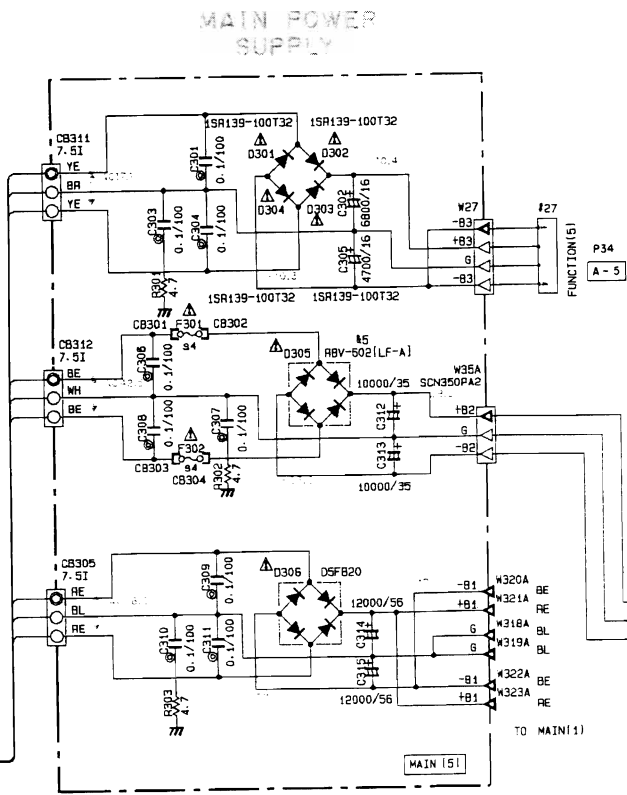 MAIN POWER
SUPPLY
1SR139-100T32 1SR139-100T32
CB311
7.5I
YE
BR
YE
C301
0.1/100
D301 D302
D304 D303
C303
0.1/100
C304
0.1/100
C302
6800/16
C305
4700/16
R301
4.7
1SR139-100T32 1SR139-100T32
W27
-B3
+B3
G
-B3
FUNCTION(5)
P34
A-5
CB301 F301 CB302
CB312
7.5I
BE
WH
BE
C306
0.1/100
C308
0.1/100
C307
0.1/100
F302
CB303
CB304
R302
4.7
D305
RBV-602(LF-A)
10000/35
C312
C313
10000/35
W35A
SCN350PA2
+B2
G
-B2
CB305
7.5I
RE
BL
RE
C309
0.1/100
C310
0.1/100
C311
0.1/100
R303
4.7
D306 D5FB20
12000/56
C314
C315
12000/56
-B1 W320A BE
+B1 W321A RE
G W318A BL
G W319A BL
-B1 W322A BE
+B1 W323A RE
TO MAIN(1)
MAIN (5)